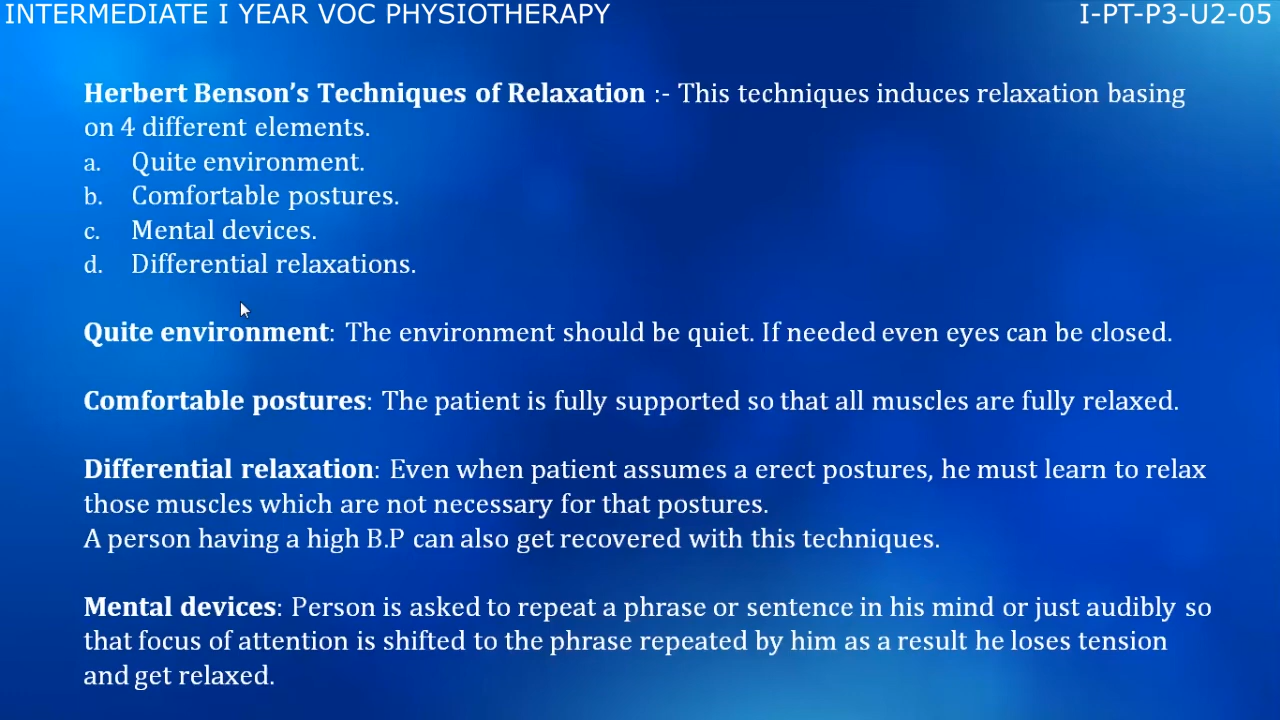 INTERMEDIATE I YEAR VOC PHYSIOTHERAPY
I-PT-P3-U2-05
Herbert Benson’s Techniques of Relaxation :- This techniques induces relaxation basing
on 4 different elements.
a. Quite environment.
b. Comfortable postures.
c. Mental devices.
d. Differential relaxations.
Quite environment: The environment should be quiet. If needed even eyes can be closed.
Comfortable postures: The patient is fully supported so that all muscles are fully relaxed.
Differential relaxation: Even when patient assumes a erect postures, he must learn to relax
those muscles which are not necessary for that postures.
A person having a high B.P can also get recovered with this techniques.
Mental devices: Person is asked to repeat a phrase or sentence in his mind or just audibly so
that focus of attention is shifted to the phrase repeated by him as a result he loses tension
and get relaxed.